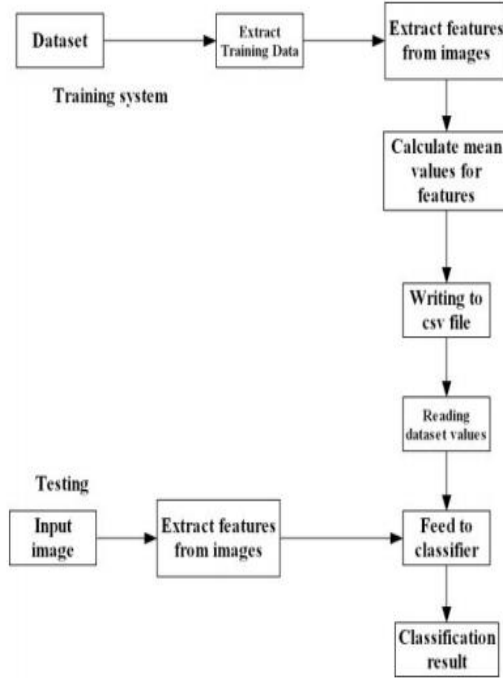 Dataset
Extract
Training Data
Extract features
from images
Training system
Calculate mean
values for
features
Writing to
csv file
Reading
dataset values
Testing
Input
image
Extract features
from images
Feed to
classifier
Classification
result